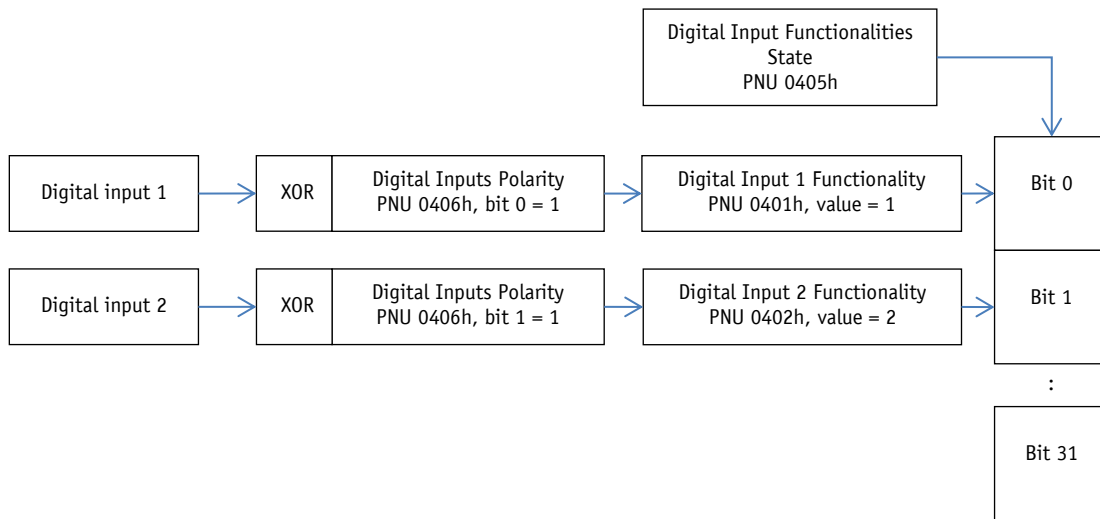 Digital Input Functionalities
State
PNU 0405h
Digital input 1
XOR
Digital Inputs Polarity
PNU 0406h, bit 0 = 1
Digital Input 1 Functionality
PNU 0401h, value = 1
Bit 0
Digital input 2
XOR
Digital Inputs Polarity
PNU 0406h, bit 1 = 1
Digital Input 2 Functionality
PNU 0402h, value = 2
Bit 1
:
Bit 31